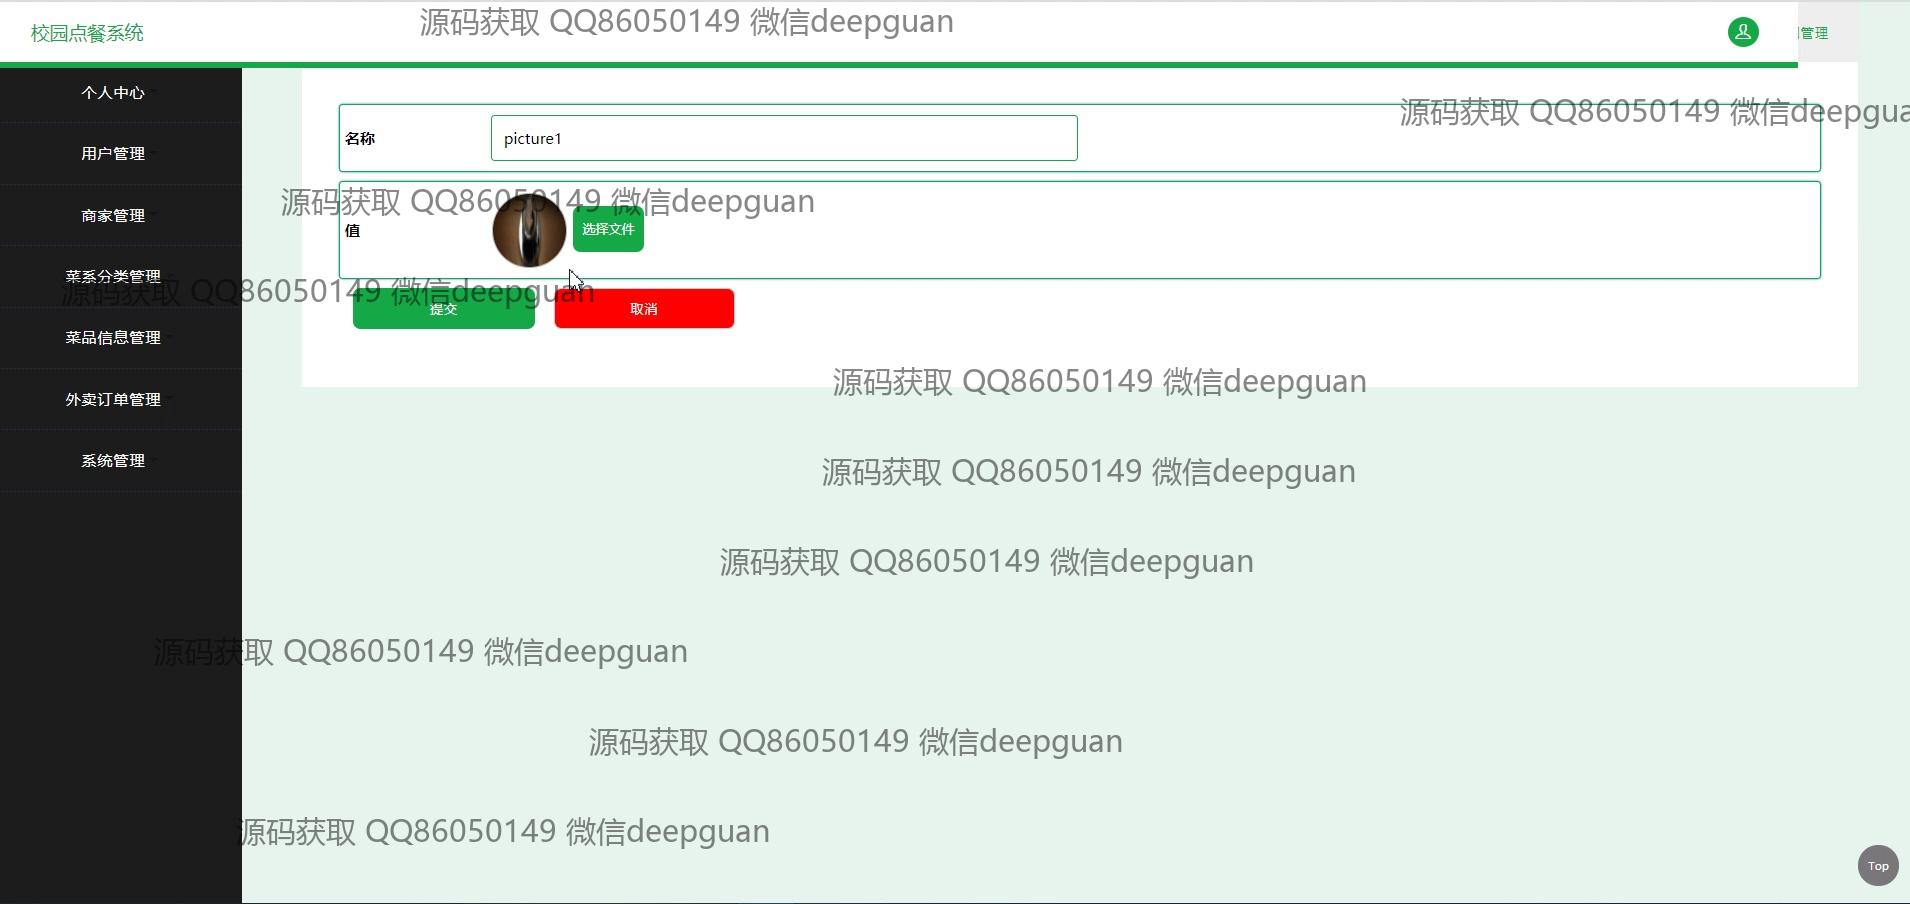 源码获取 QQ86050149 微信deepguan
校园点餐系统
管理
个人中心
源码获取 QQ86050149 微信deepgua
名称
picture1
用户管理
源码获取 QQ86050149 微信deepguan
商家管理
值
选择文件
菜系分类管理
源码获取 QQ86050149 微信deepguan
提交
取消
菜品信息管理
源码获取 QQ86050149 微信deepguan
外卖订单管理
系统管理
源码获取 QQ86050149 微信deepguan
源码获取 QQ86050149 微信deepguan
源码获取 QQ86050149 微信deepguan
源码获取 QQ86050149 微信deepguan
源码获取 QQ86050149 微信deepguan
Top